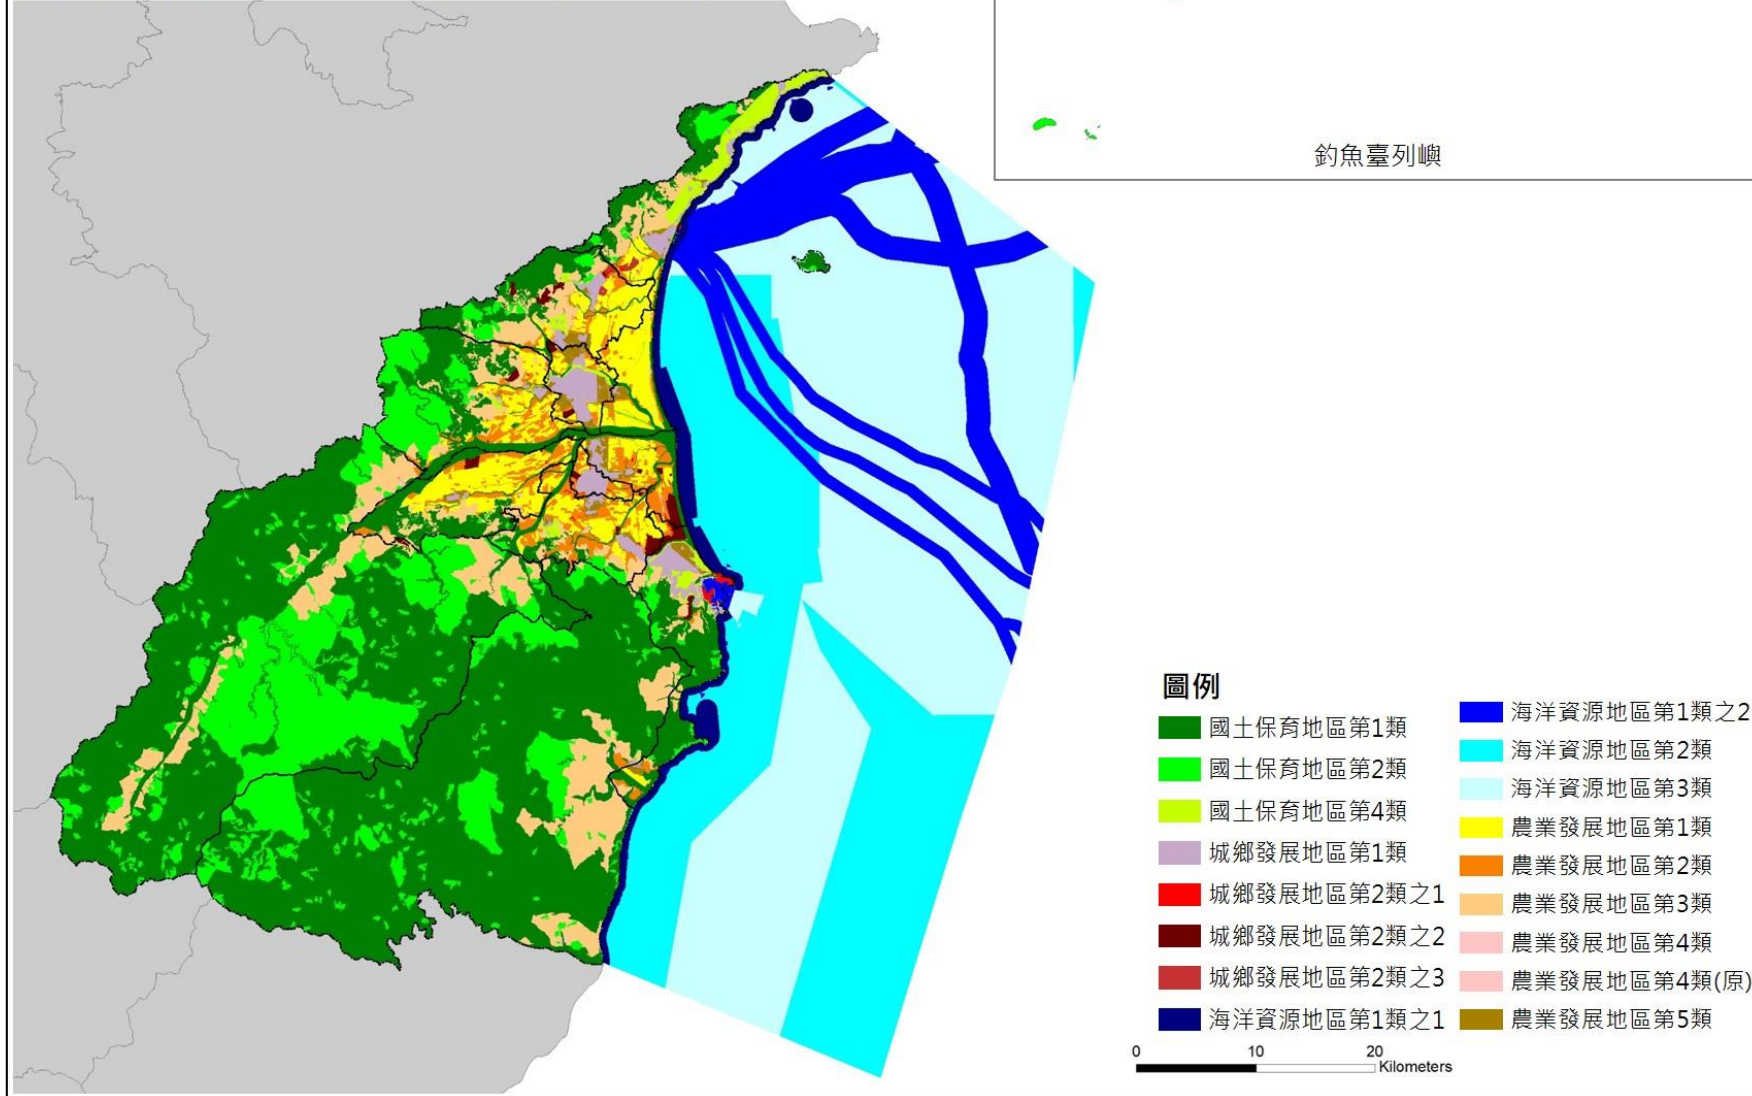 釣魚臺列嶼
圖例
國土保育地區第1類
國土保育地區第2類
國土保育地區第4類
城鄉發展地區第1類
城鄉發展地區第2類之1
城鄉發展地區第2類之2
城鄉發展地區第2類之3
海洋資源地區第1類之1
海洋資源地區第1類之2
海洋資源地區第2類
海洋資源地區第3類
農業發展地區第1類
農業發展地區第2類
農業發展地區第3類
農業發展地區第4類
農業發展地區第4類(原)
農業發展地區第5類
0 10 20
Kilometers